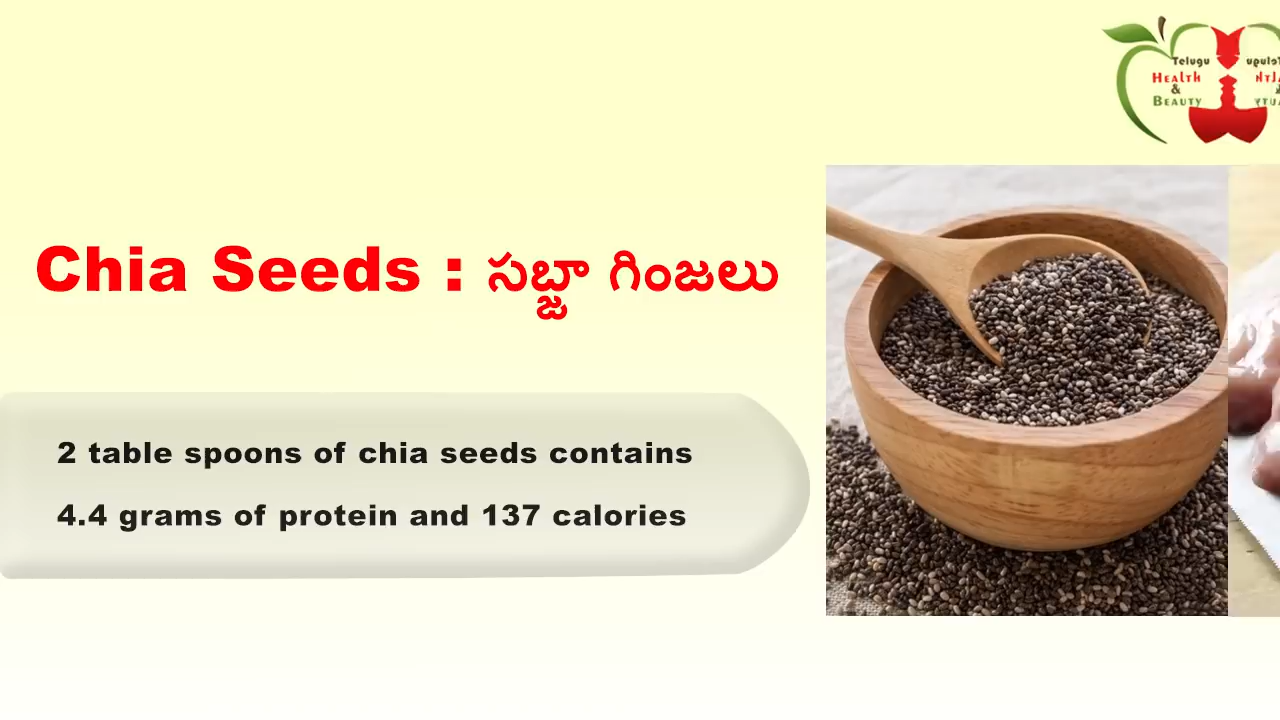 Telugu
Health
&
Beauty
Chia Seeds : సబ్జా గింజలు
2 table spoons of chia seeds contains
4.4 grams of protein and 137 calories